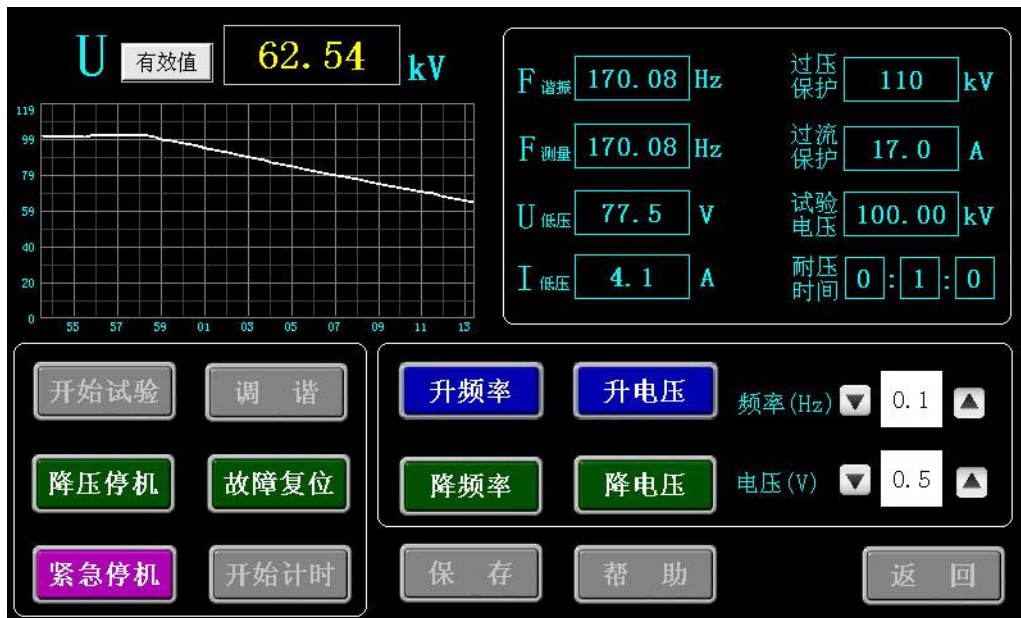 U 有效值 62.54 kV
119
99
79
59
40
20
0
55 57 59 01 03 05 07 09 11 13
F 谐振 170.08 Hz
F 测量 170.08 Hz
U 低压 77.5 V
I 低压 4.1 A
过压
保护 110 kV
过流
保护 17.0 A
试验
电压 100.00 kV
耐压
时间 0 : 1 : 0
开始试验 调 谐
降压停机 故障复位
紧急停机 开始计时
升频率 升电压
降频率 降电压
频率(Hz) ▼ 0.1 ▲
电压(V) ▼ 0.5 ▲
保 存 帮 助 返 回